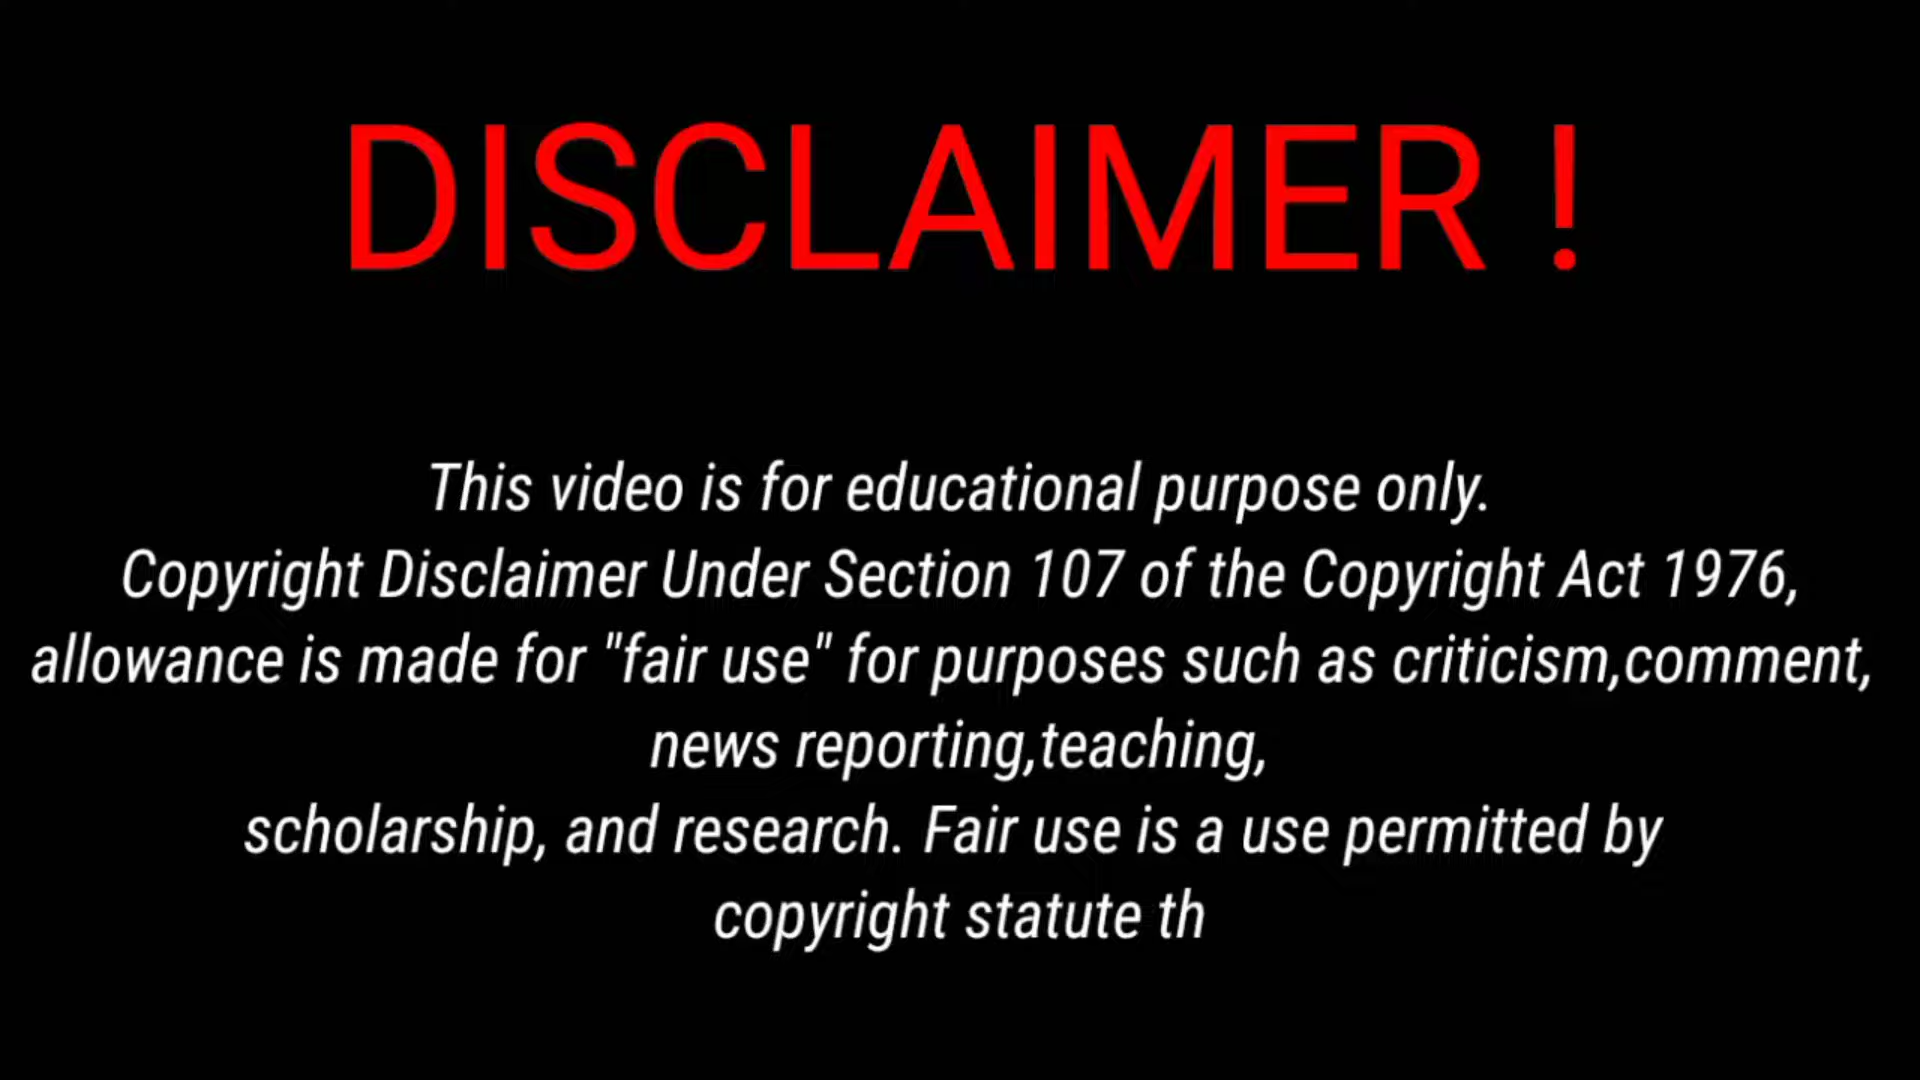 DISCLAIMER !
This video is for educational purpose only.
Copyright Disclaimer Under Section 107 of the Copyright Act 1976,
allowance is made for "fair use" for purposes such as criticism,comment,
news reporting,teaching,
scholarship, and research. Fair use is a use permitted by
copyright statute th